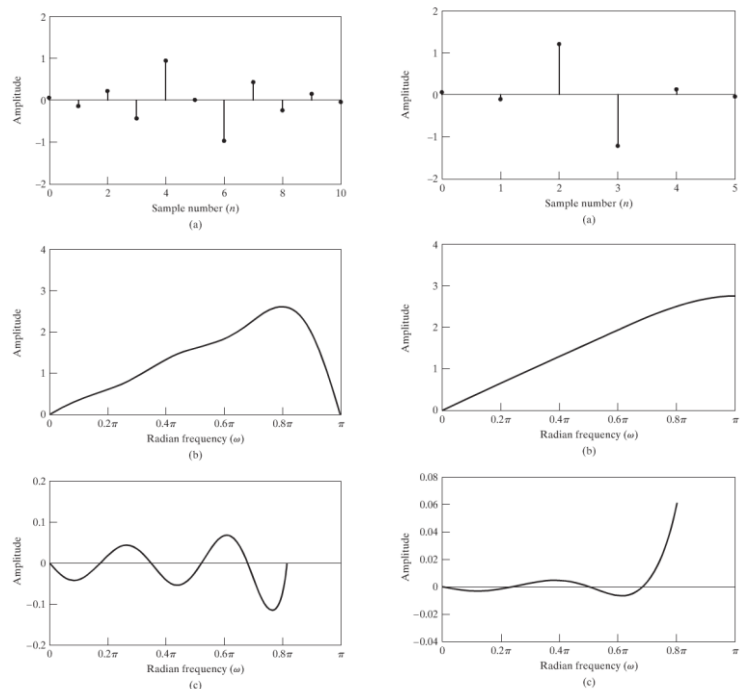 2
1
0
−1
−2
Amplitude
0
2
4
6
8
10
Sample number (n)
(a)
4
3
2
1
0
Amplitude
0
0.2π
0.4π
0.6π
0.8π
π
Radian frequency (ω)
(b)
0.2
0.1
0
−0.1
−0.2
Amplitude
0
0.2π
0.4π
0.6π
0.8π
π
Radian frequency (ω)
(c)
2
1
0
−1
−2
Amplitude
0
1
2
3
4
5
Sample number (n)
(a)
4
3
2
1
0
Amplitude
0
0.2π
0.4π
0.6π
0.8π
π
Radian frequency (ω)
(b)
0.08
0.06
0.04
0.02
0
−0.02
−0.04
Amplitude
0
0.2π
0.4π
0.6π
0.8π
π
Radian frequency (ω)
(c)